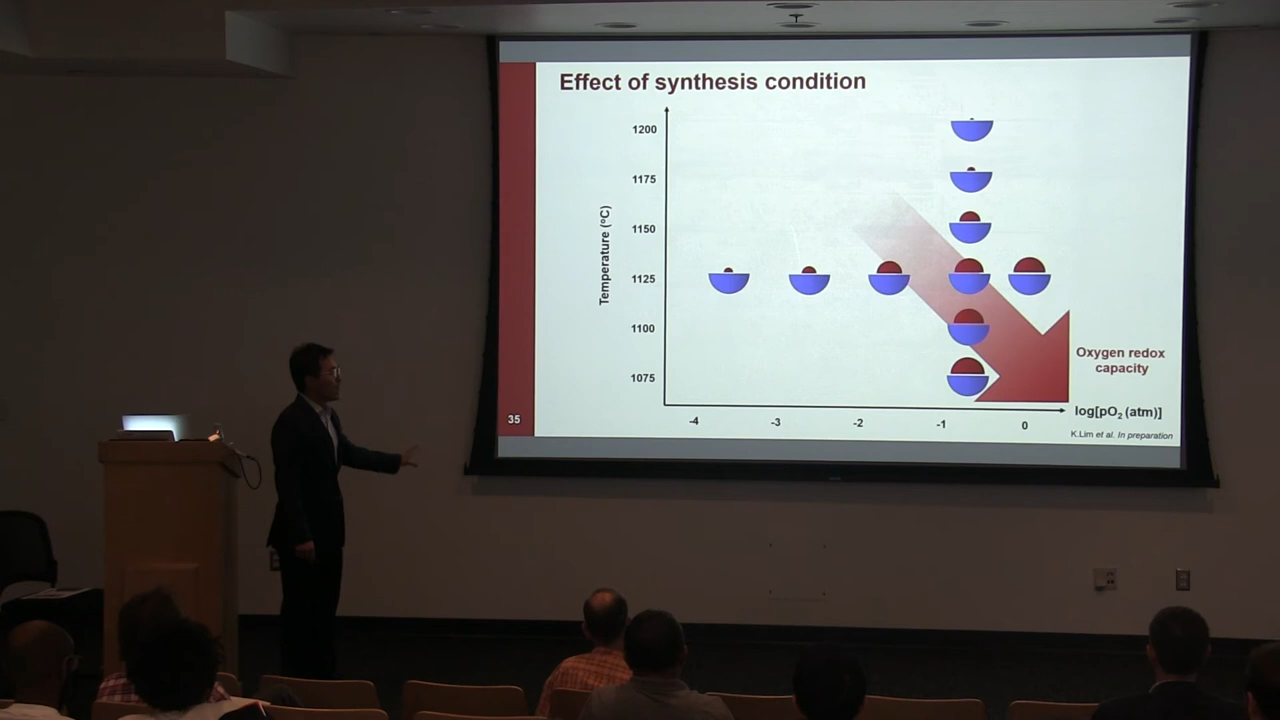 Effect of synthesis condition
Temperature (°C)
1200
1175
1150
1125
1100
1075
-4
-3
-2
-1
0
log[pO₂ (atm)]
Oxygen redox
capacity
K.Lim et al. In preparation
35